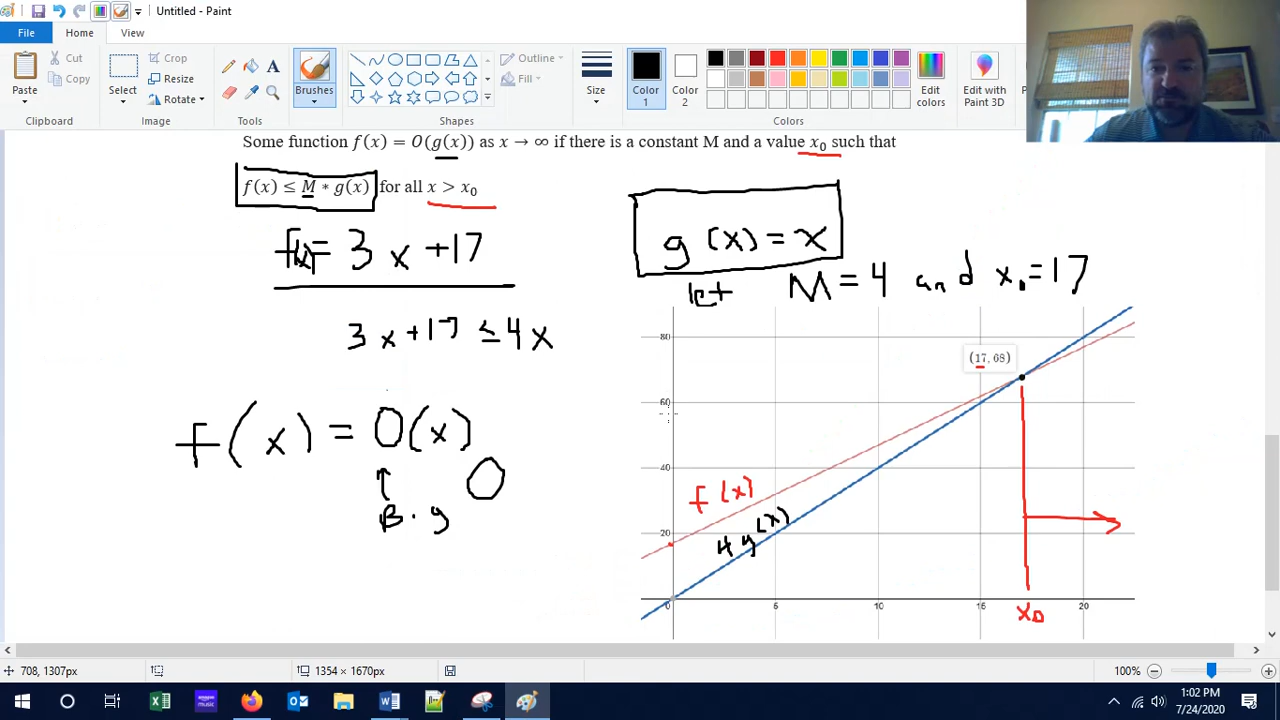 Untitled - Paint
File Home View
Paste Cut Copy Clipboard
Select Crop Resize Rotate Image
Tools
Brushes
Outline Fill Shapes
Size
Color 1 Color 2 Edit colors Colors
Edit with Paint 3D
Some function f(x) = O(g(x)) as x → ∞ if there is a constant M and a value x₀ such that
f(x) ≤ M * g(x) for all x > x₀
f(x)= 3x+17
g(x)=x
let M=4 and x₀=17
3x+17 ≤4x
f(x) = O(x)
B.g O
80
(17, 68)
60
40
f(x)
20
4g(x)
0 5 10 15 20
x₀
708, 1307px 1354 × 1670px 100%
1:02 PM
7/24/2020